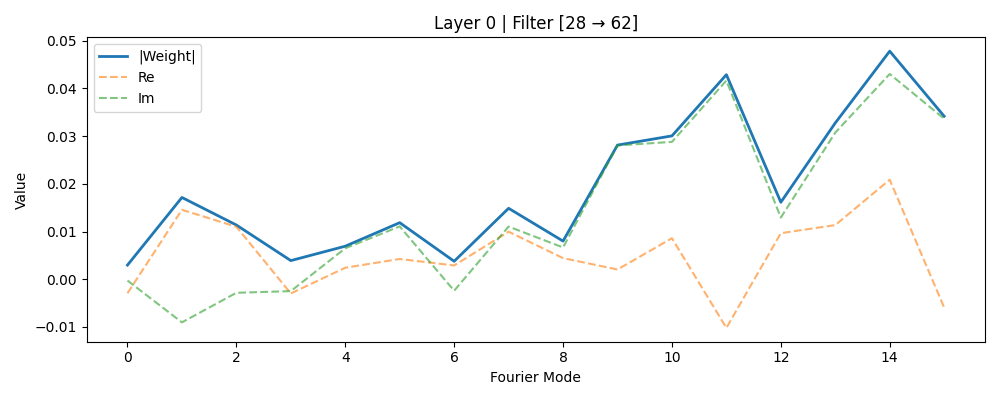 Layer 0 | Filter [28 → 62]
|Weight|
Re
Im
Value
0.05
0.04
0.03
0.02
0.01
0.00
−0.01
0 2 4 6 8 10 12 14
Fourier Mode